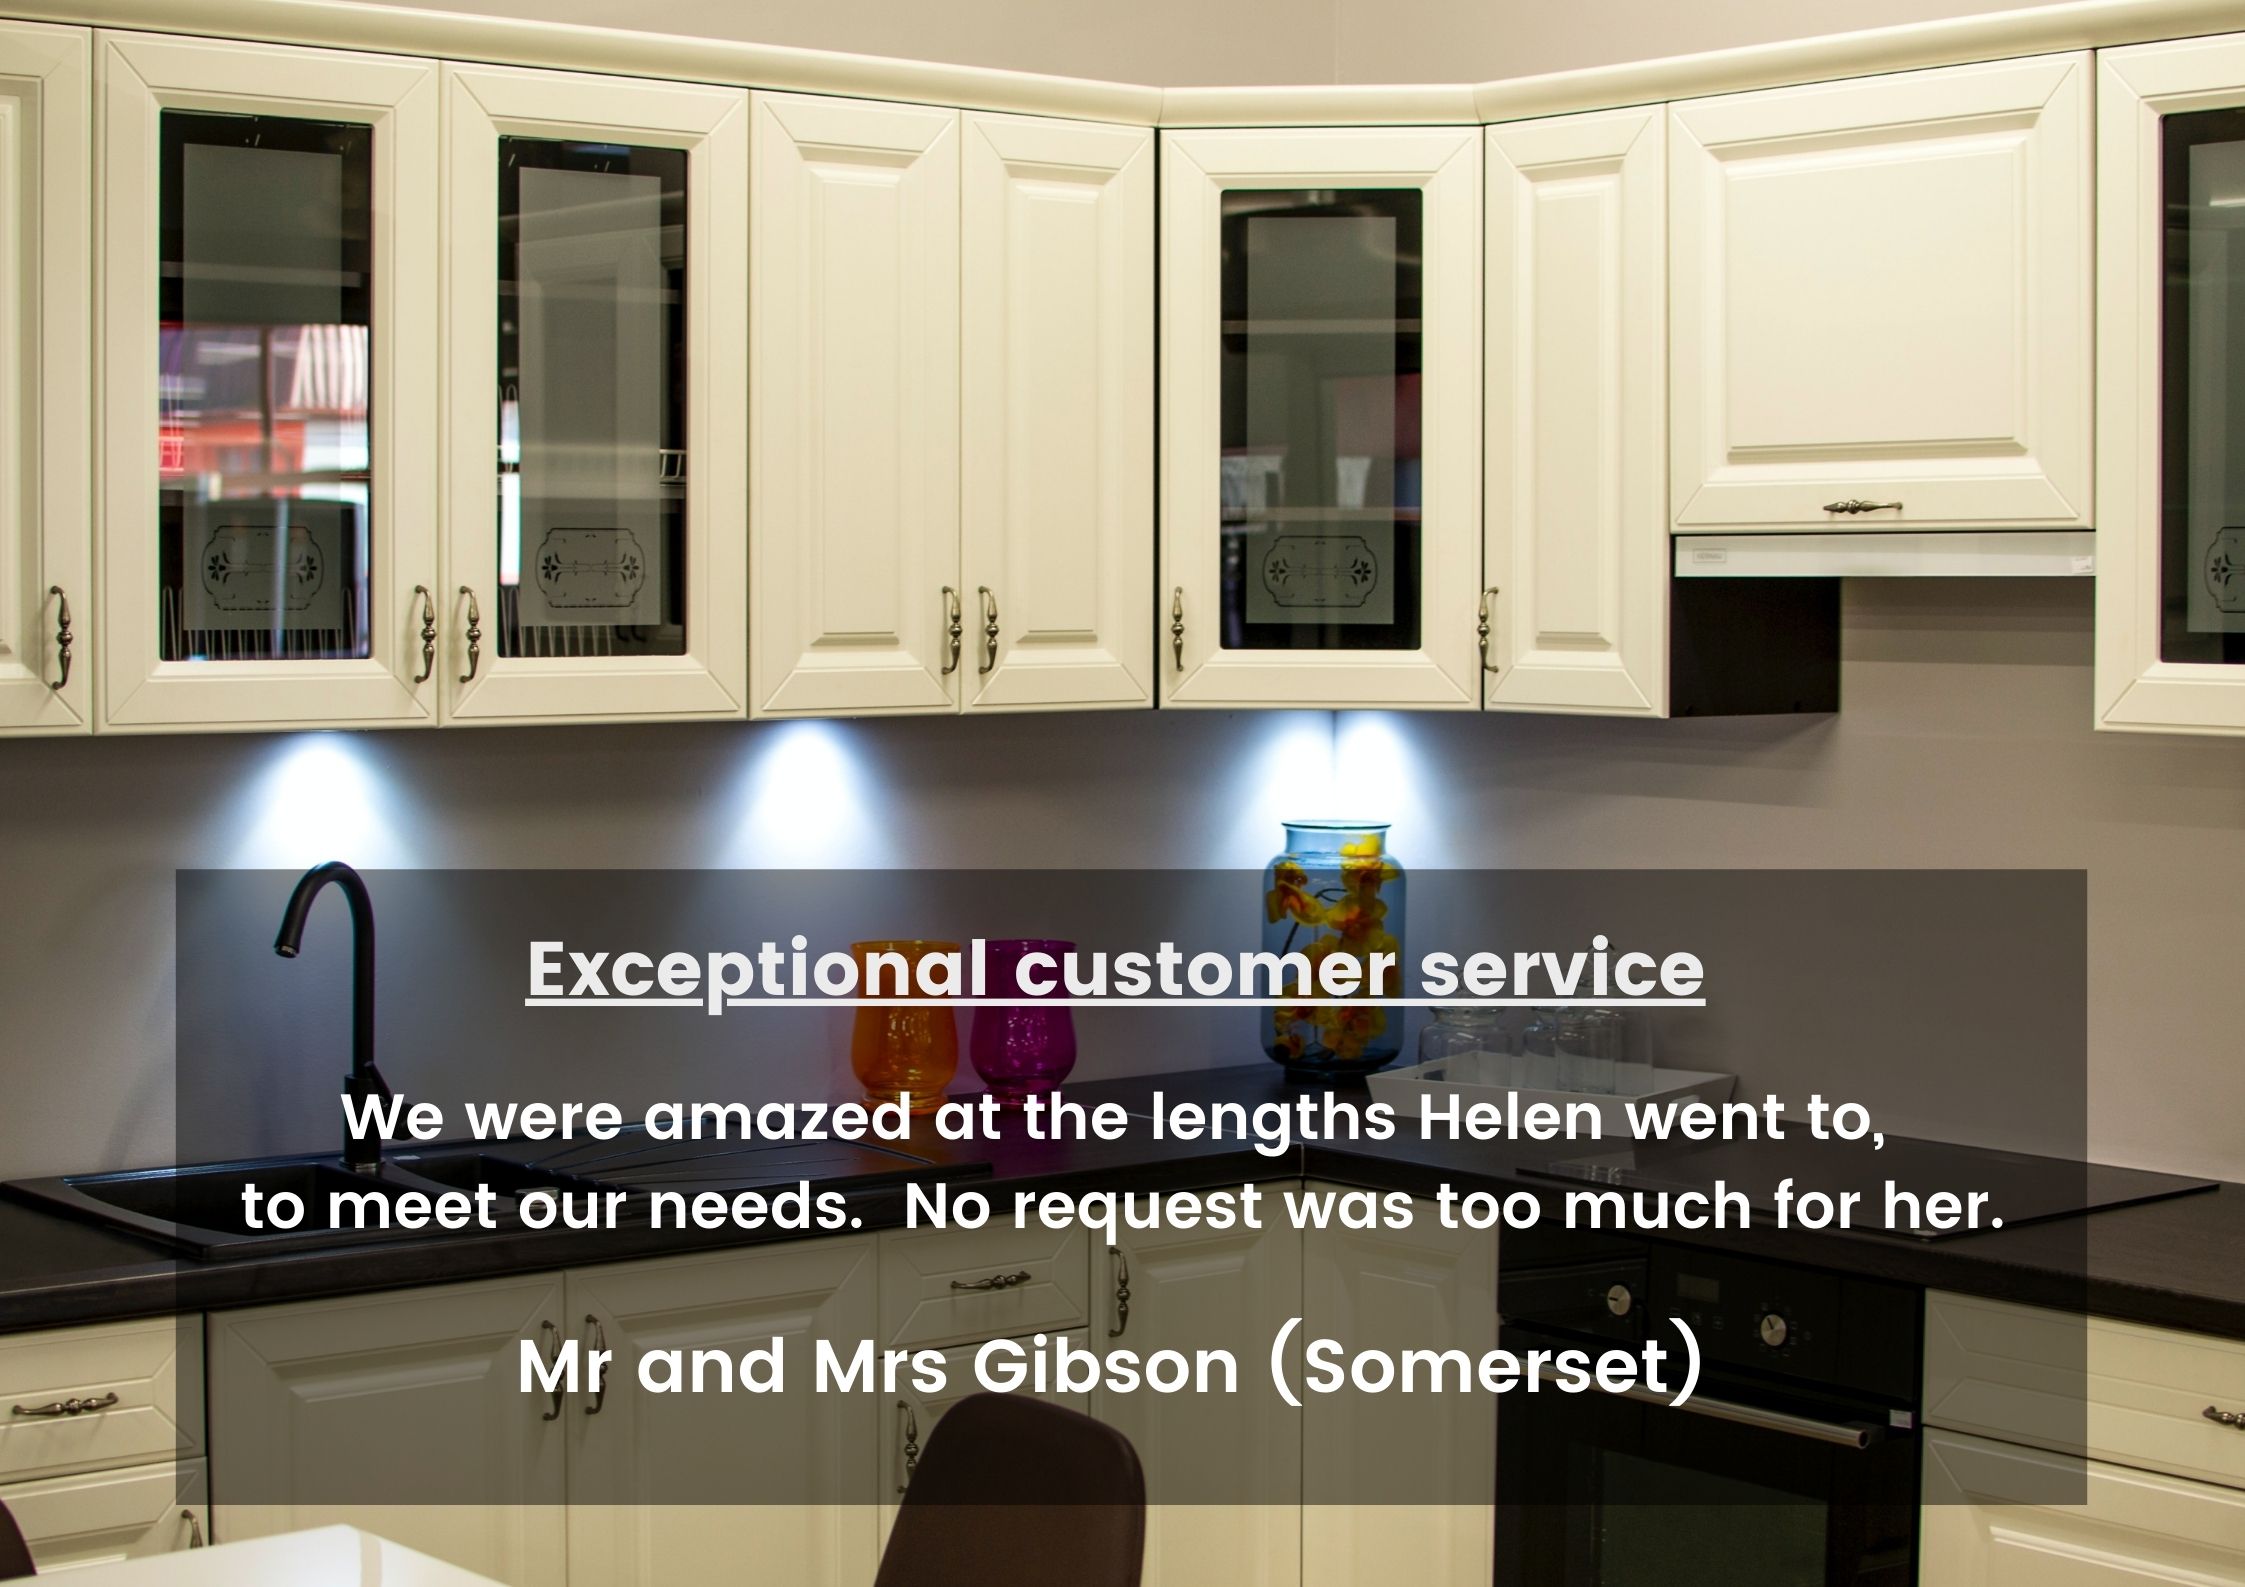 Exceptional customer service
We were amazed at the lengths Helen went to,
to meet our needs.  No request was too much for her.
Mr and Mrs Gibson (Somerset)